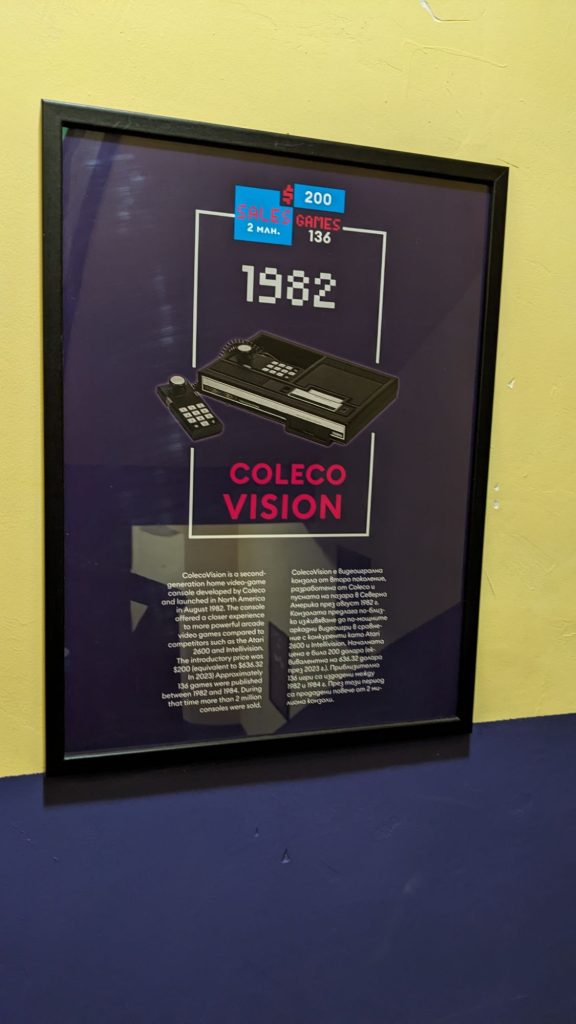 $ 200
SALES
2 млн.
GAMES
136
1982
COLECO
VISION
ColecoVision is a second-
generation home video-game
console developed by Coleco
and launched in North America
in August 1982. The console
offered a closer experience
to more powerful arcade
video games compared to
competitors such as the Atari
2600 and Intellivision.
The introductory price was
$200 (equivalent to $636.32
In 2023) Approximately
136 games were published
between 1982 and 1984. During
that time more than 2 million
consoles were sold.
ColecoVision е видеоигрална
конзола от второ поколение,
разработена от Coleco и
пусната на пазара в Северна
Америка през август 1982 г.
Конзолата предлага по-близ-
ко изживяване до по-мощните
аркадни видеоигри в сравне-
ние с конкуренти като Atari
2600 и Intellivision. Началната
цена е била 200 долара (ек-
вивалентна на 636.32 долара
през 2023 г.). Приблизително
136 игри са издадени между
1982 и 1984 г. През този период
са продадени повече от 2 ми-
лиона конзоли.